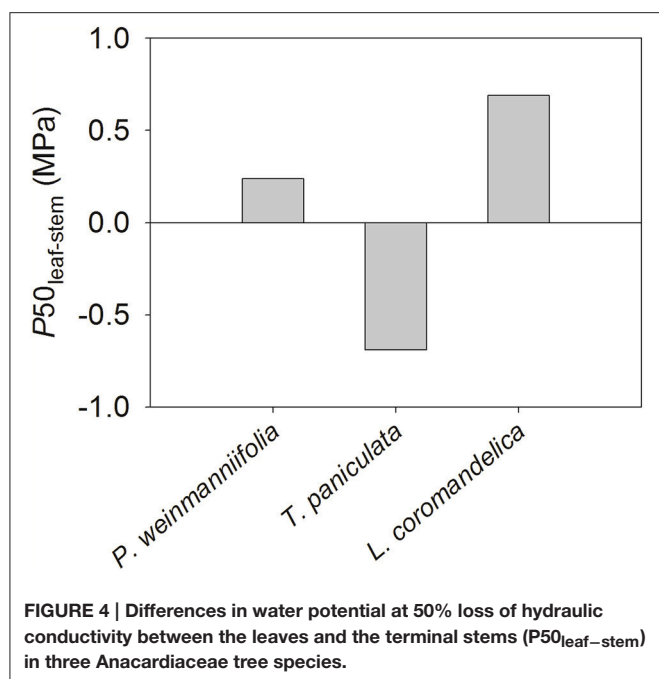 P50leaf-stem (MPa)
1.0
0.5
0.0
-0.5
-1.0
P. weinmanniifolia
T. paniculata
L. coromandelica
FIGURE 4 | Differences in water potential at 50% loss of hydraulic
conductivity between the leaves and the terminal stems (P50leaf−stem)
in three Anacardiaceae tree species.